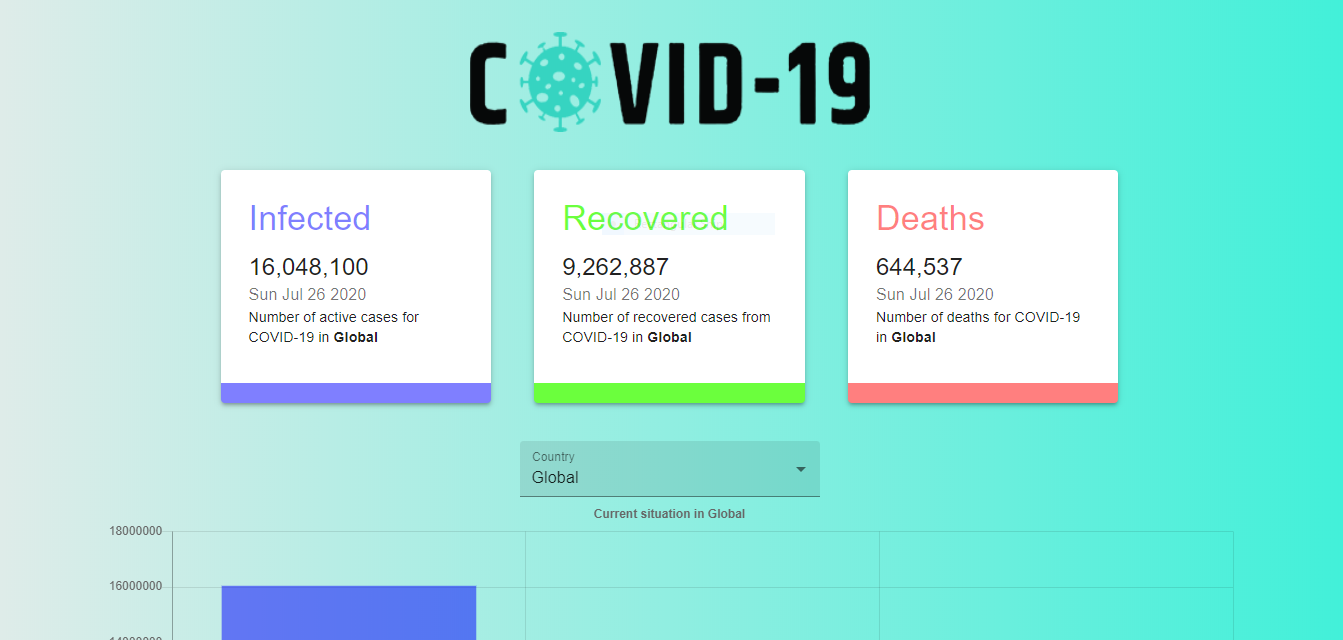 COVID-19
Infected
16,048,100
Sun Jul 26 2020
Number of active cases for
COVID-19 in Global
Recovered
9,262,887
Sun Jul 26 2020
Number of recovered cases from
COVID-19 in Global
Deaths
644,537
Sun Jul 26 2020
Number of deaths for COVID-19
in Global
Country
Global
Current situation in Global
18000000
16000000